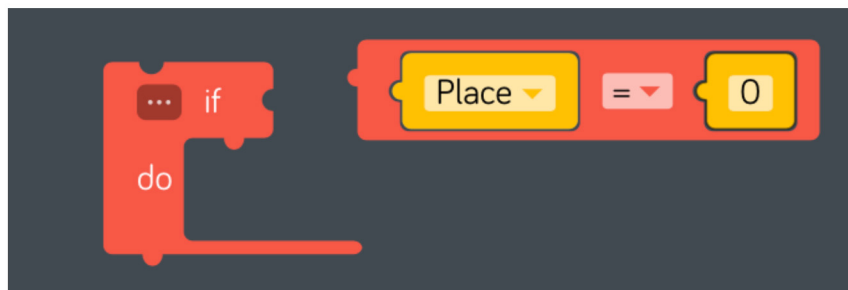 ... if
Place = 0
do